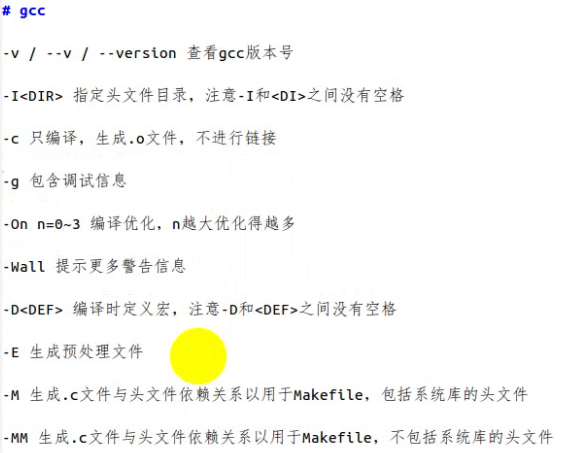 # gcc
-v / --v / --version 查看gcc版本号
-I<DIR> 指定头文件目录，注意-I和<DI>之间没有空格
-c 只编译，生成.o文件，不进行链接
-g 包含调试信息
-On n=0~3 编译优化，n越大优化得越多
-Wall 提示更多警告信息
-D<DEF> 编译时定义宏，注意-D和<DEF>之间没有空格
-E 生成预处理文件
-M 生成.c文件与头文件依赖关系以用于Makefile，包括系统库的头文件
-MM 生成.c文件与头文件依赖关系以用于Makefile，不包括系统库的头文件